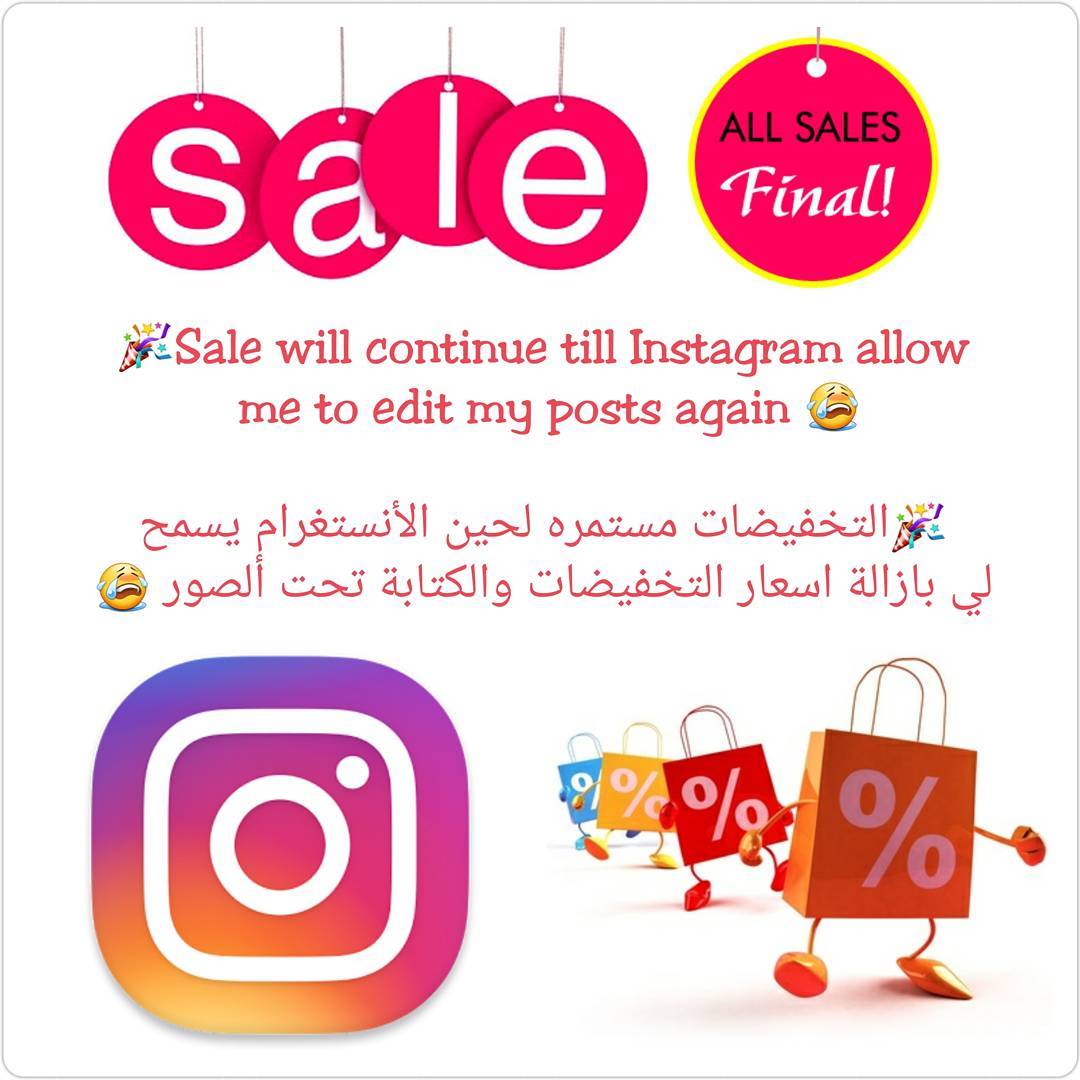 sale
ALL SALES
Final!
🎉Sale will continue till Instagram allow
me to edit my posts again 😭
🎉التخفيضات مستمره لحين الأنستغرام يسمح
لي بازالة اسعار التخفيضات والكتابة تحت ألصور 😭
% % % %